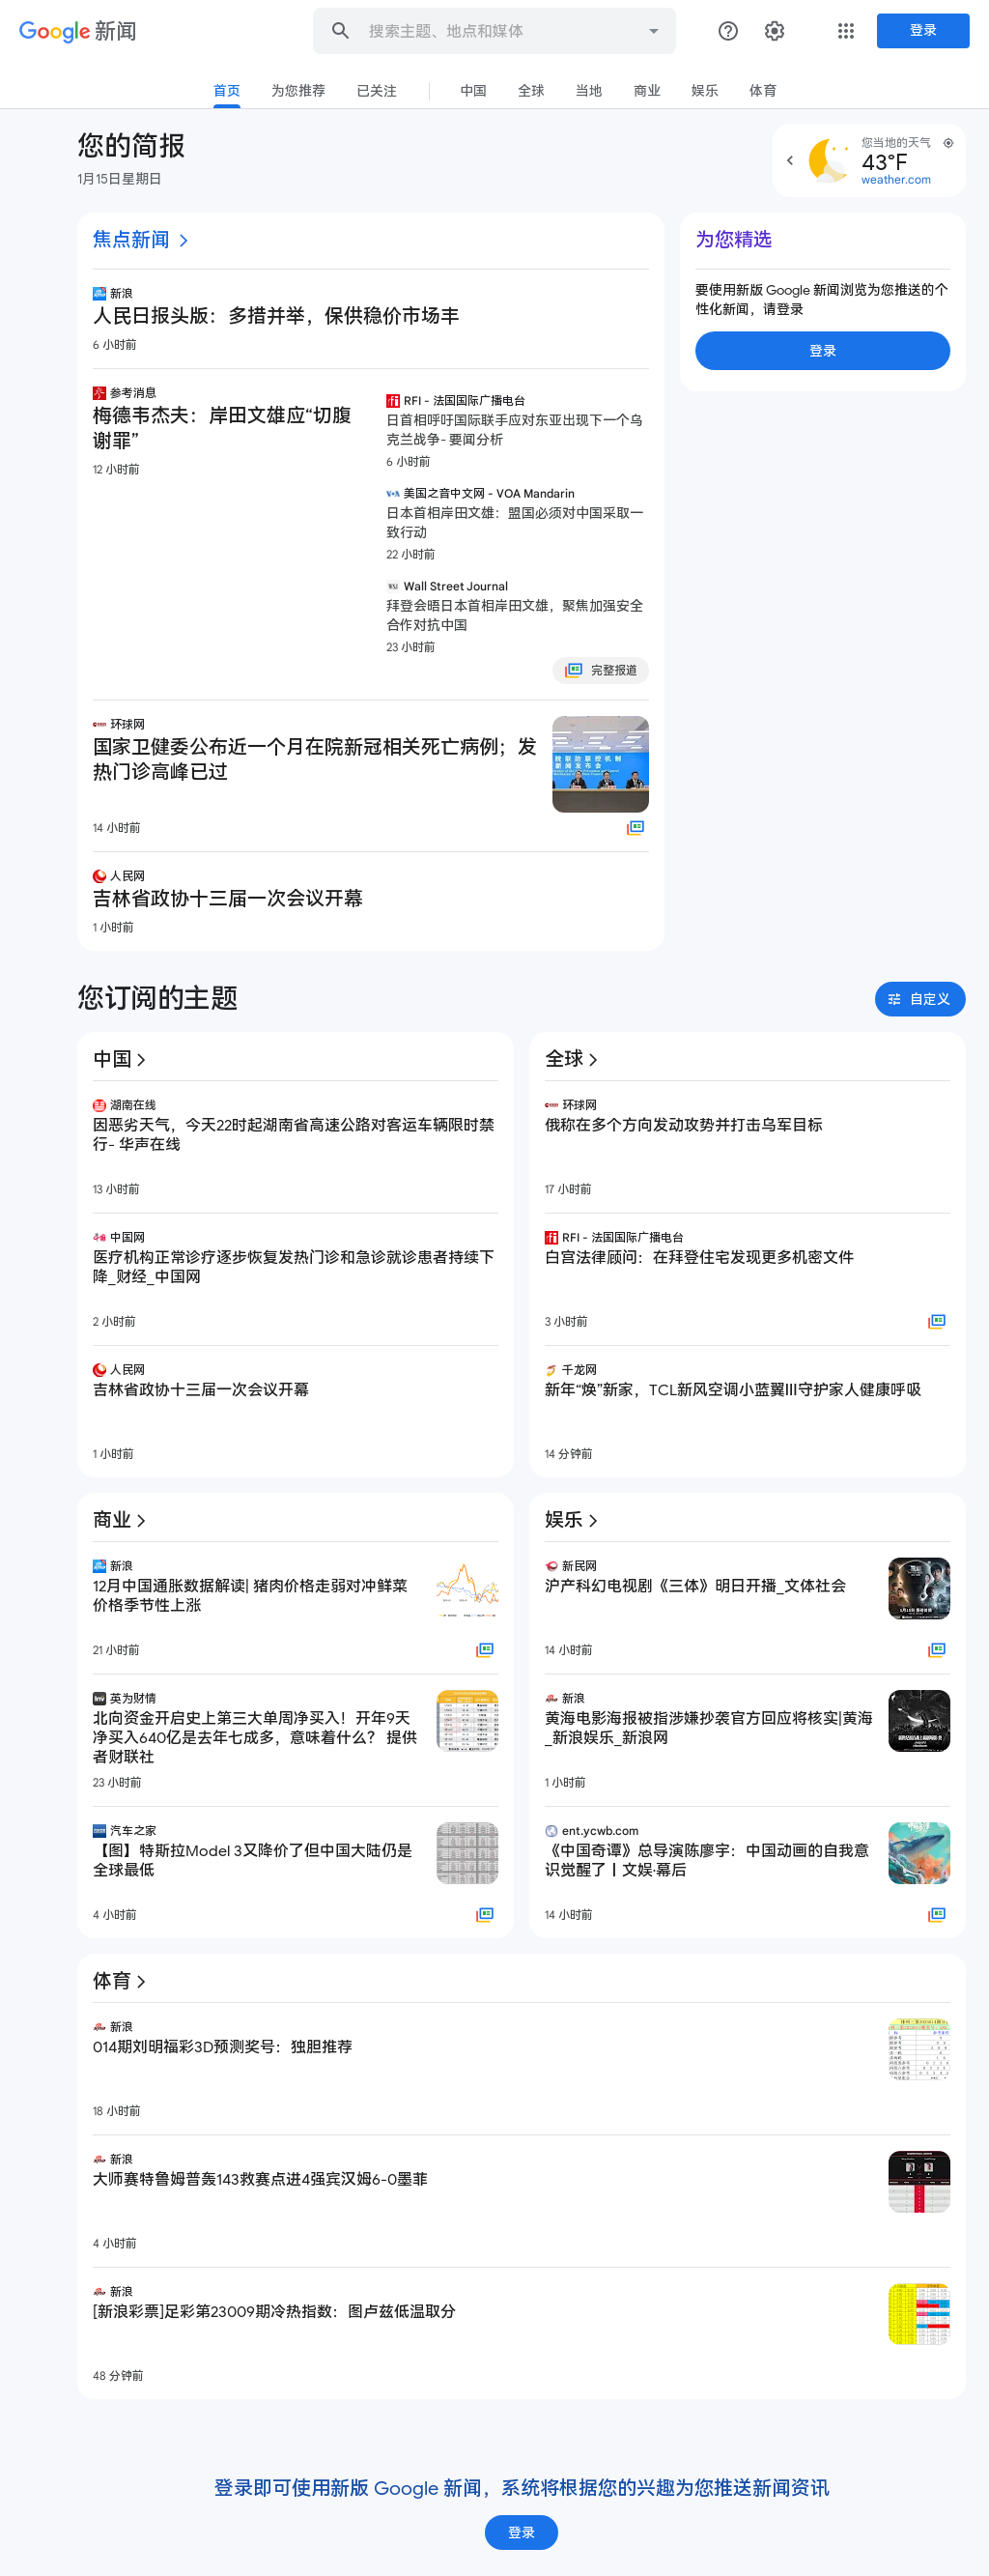 Google 新闻
搜索主题、地点和媒体
登录
首页 为您推荐 已关注 中国 全球 当地 商业 娱乐 体育
您的简报
1月15日星期日
您当地的天气
43°F
weather.com
焦点新闻
新浪
人民日报头版：多措并举，保供稳价市场丰
6 小时前
参考消息
梅德韦杰夫：岸田文雄应“切腹
谢罪”
12 小时前
RFI - 法国国际广播电台
日首相呼吁国际联手应对东亚出现下一个乌
克兰战争- 要闻分析
6 小时前
美国之音中文网 - VOA Mandarin
日本首相岸田文雄：盟国必须对中国采取一
致行动
22 小时前
Wall Street Journal
拜登会晤日本首相岸田文雄，聚焦加强安全
合作对抗中国
23 小时前
完整报道
环球网
国家卫健委公布近一个月在院新冠相关死亡病例；发
热门诊高峰已过
14 小时前
人民网
吉林省政协十三届一次会议开幕
1 小时前
为您精选
要使用新版 Google 新闻浏览为您推送的个
性化新闻，请登录
登录
您订阅的主题
自定义
中国
湖南在线
因恶劣天气，今天22时起湖南省高速公路对客运车辆限时禁
行- 华声在线
13 小时前
中国网
医疗机构正常诊疗逐步恢复发热门诊和急诊就诊患者持续下
降_财经_中国网
2 小时前
人民网
吉林省政协十三届一次会议开幕
1 小时前
全球
环球网
俄称在多个方向发动攻势并打击乌军目标
17 小时前
RFI - 法国国际广播电台
白宫法律顾问：在拜登住宅发现更多机密文件
3 小时前
千龙网
新年“焕”新家，TCL新风空调小蓝翼III守护家人健康呼吸
14 分钟前
商业
新浪
12月中国通胀数据解读| 猪肉价格走弱对冲鲜菜
价格季节性上涨
21 小时前
英为财情
北向资金开启史上第三大单周净买入！开年9天
净买入640亿是去年七成多，意味着什么？ 提供
者财联社
23 小时前
汽车之家
【图】特斯拉Model 3又降价了但中国大陆仍是
全球最低
4 小时前
娱乐
新民网
沪产科幻电视剧《三体》明日开播_文体社会
14 小时前
新浪
黄海电影海报被指涉嫌抄袭官方回应将核实|黄海
_新浪娱乐_新浪网
1 小时前
ent.ycwb.com
《中国奇谭》总导演陈廖宇：中国动画的自我意
识觉醒了丨文娱·幕后
14 小时前
体育
新浪
014期刘明福彩3D预测奖号：独胆推荐
18 小时前
新浪
大师赛特鲁姆普轰143救赛点进4强宾汉姆6-0墨菲
4 小时前
新浪
[新浪彩票]足彩第23009期冷热指数：图卢兹低温取分
48 分钟前
登录即可使用新版 Google 新闻，系统将根据您的兴趣为您推送新闻资讯
登录